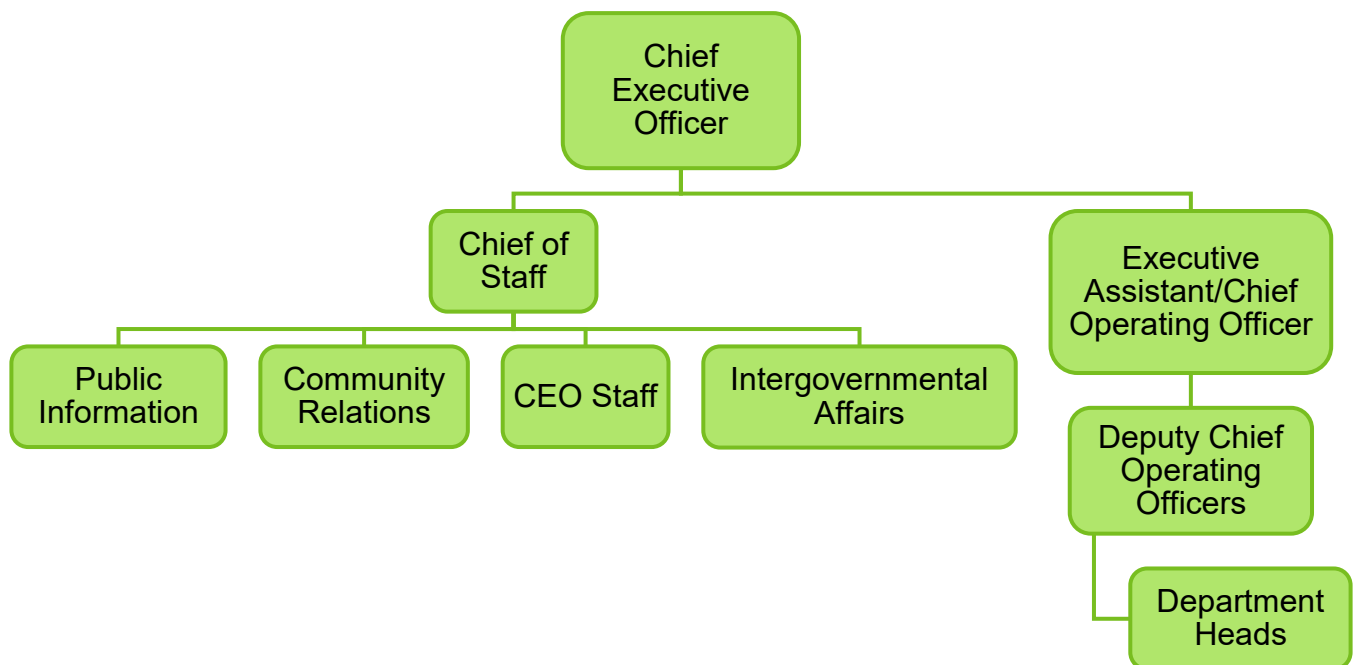 Chief
Executive
Officer
Chief of
Staff
Executive
Assistant/Chief
Operating Officer
Public
Information
Community
Relations
CEO Staff
Intergovernmental
Affairs
Deputy Chief
Operating
Officers
Department
Heads